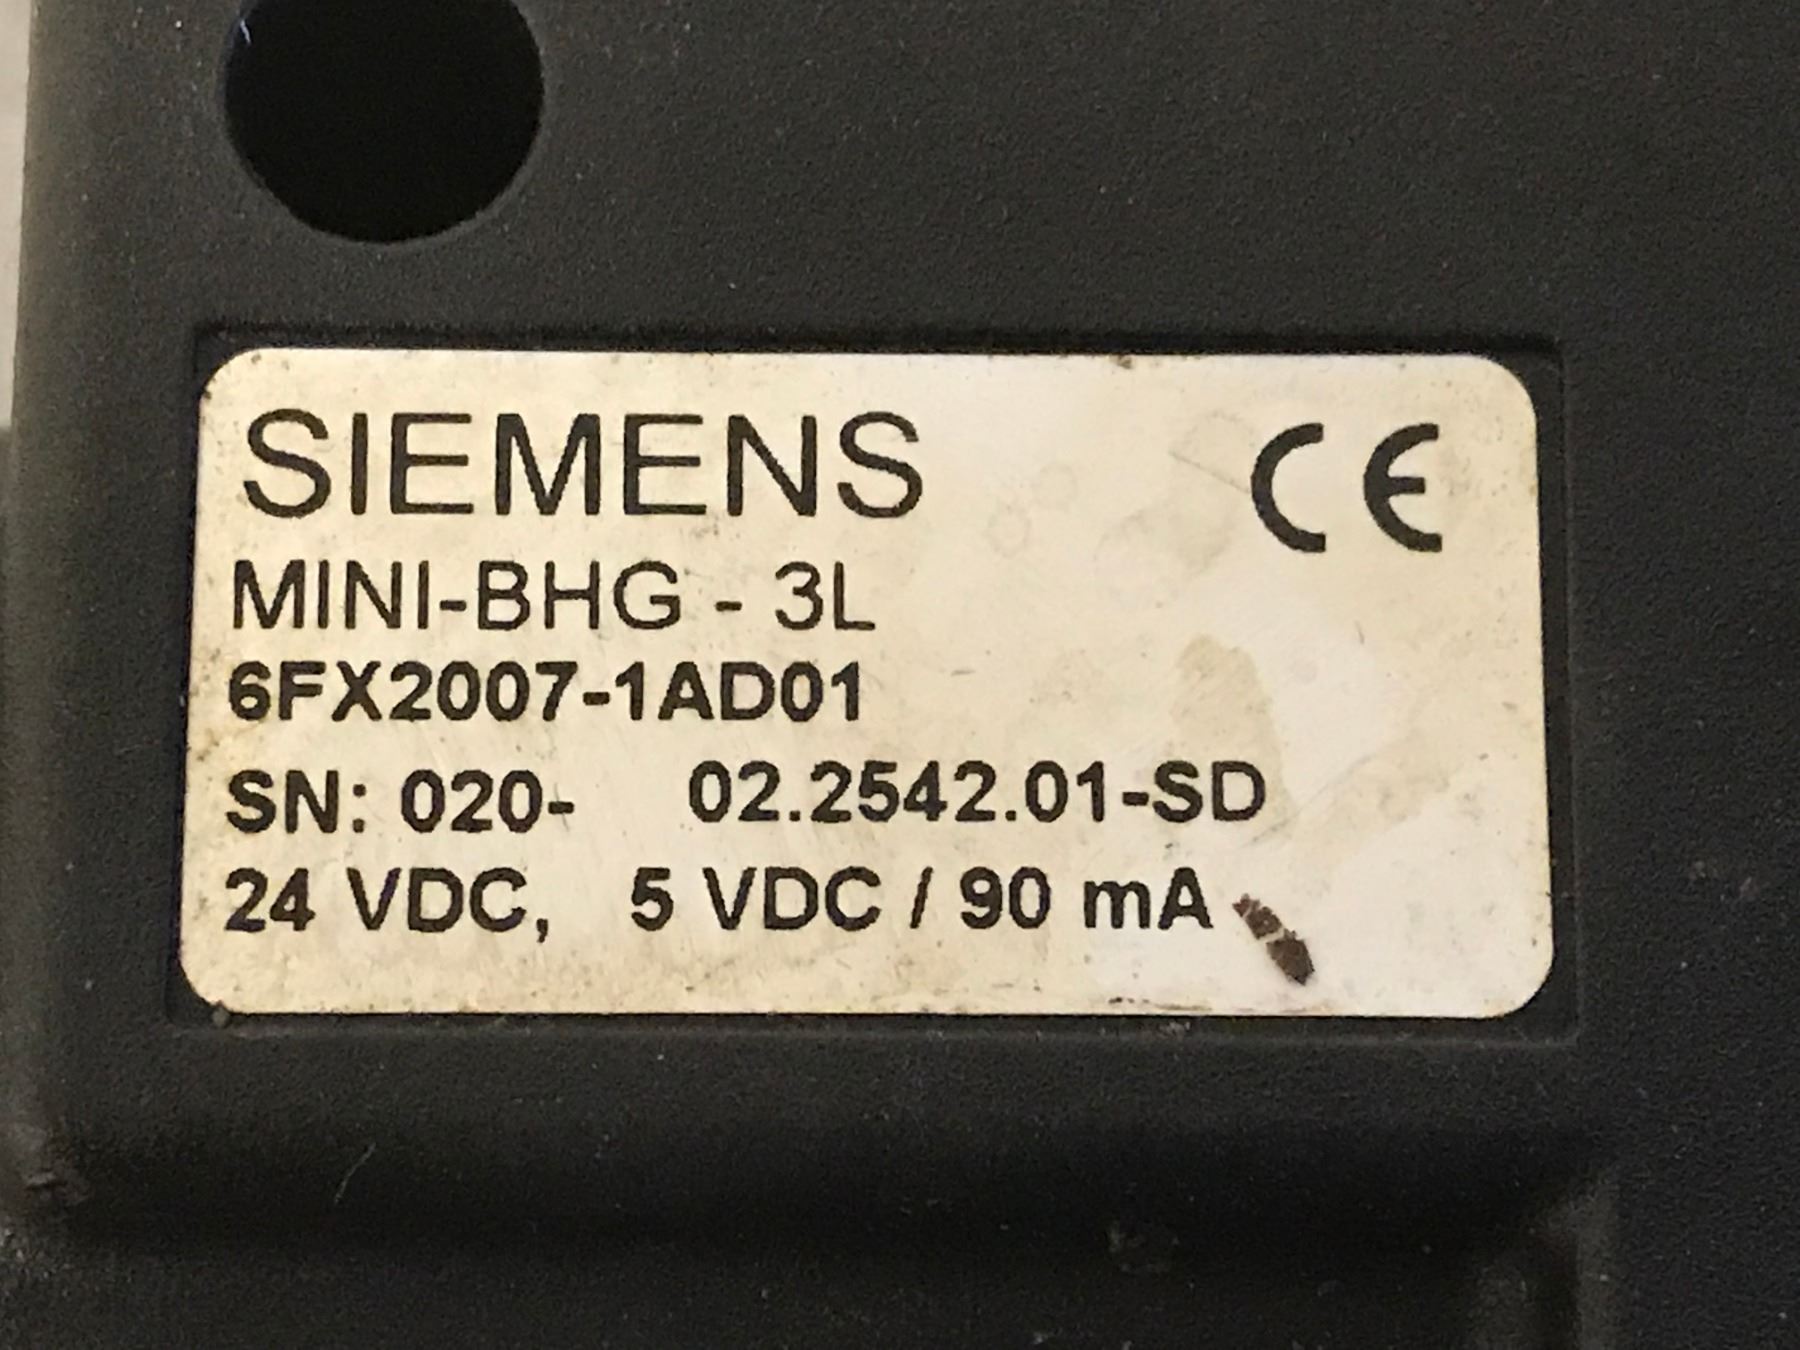 SIEMENS CE
MINI-BHG - 3L
6FX2007-1AD01
SN: 020- 02.2542.01-SD
24 VDC, 5 VDC / 90 mA